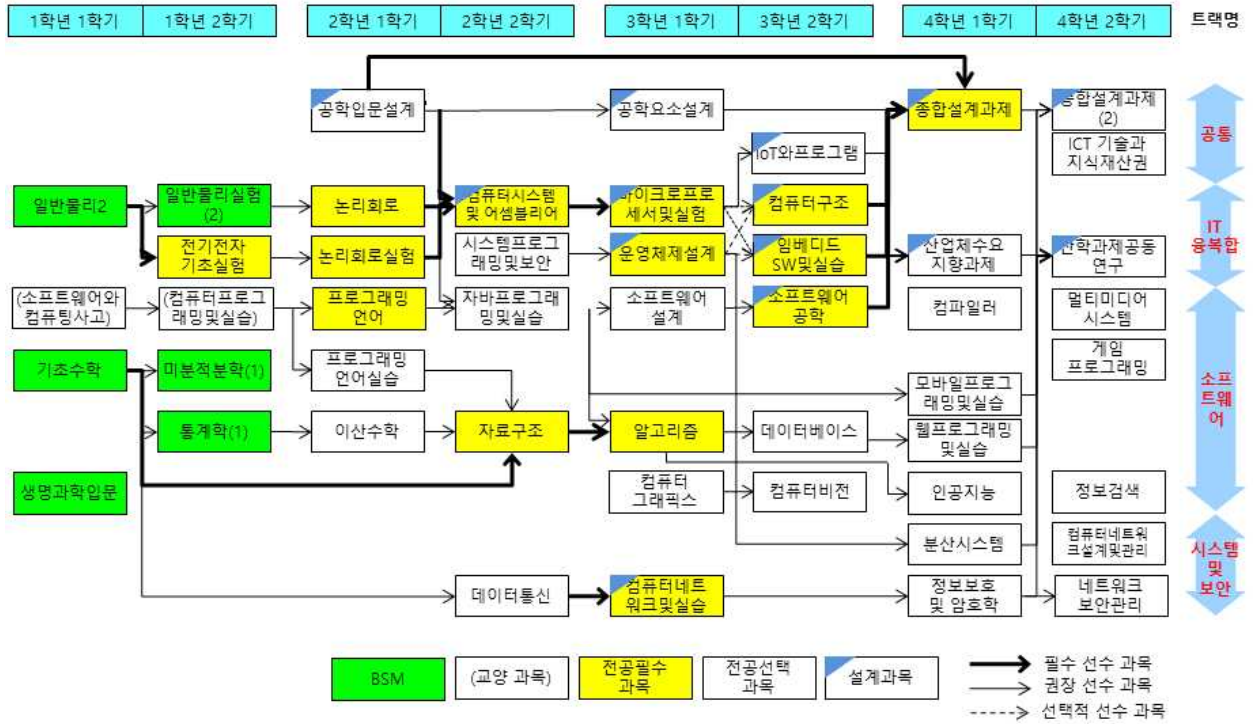 1학년 1학기
1학년 2학기
2학년 1학기
2학년 2학기
3학년 1학기
3학년 2학기
4학년 1학기
4학년 2학기
트랙명
공학입문설계
공학요소설계
종합설계과제
종합설계과제
(2)
공통
IoT와프로그램
ICT 기술과
지식재산권
일반물리2
일반물리실험
(2)
논리회로
컴퓨터시스템
및 어셈블리어
마이크로프로
세서및실험
컴퓨터구조
IT
융복합
전기전자
기초실험
논리회로실험
시스템프로그
래밍및보안
운영체제설계
임베디드
SW및실습
산업체수요
지향과제
산학과제공동
연구
(소프트웨어와
컴퓨팅사고)
(컴퓨터프로그
래밍및실습)
프로그래밍
언어
자바프로그래
밍및실습
소프트웨어
설계
소프트웨어
공학
컴파일러
멀티미디어
시스템
기초수학
미분적분학(1)
프로그래밍
언어실습
모바일프로그
래밍및실습
게임
프로그래밍
소프
트웨
어
통계학(1)
이산수학
자료구조
알고리즘
데이터베이스
웹프로그래밍
및실습
생명과학입문
컴퓨터
그래픽스
컴퓨터비전
인공지능
정보검색
분산시스템
컴퓨터네트워
크설계및관리
시스템
및
보안
데이터통신
컴퓨터네트
워크및실습
정보보호
및 암호학
네트워크
보안관리
BSM
(교양 과목)
전공필수
과목
전공선택
과목
설계과목
필수 선수 과목
권장 선수 과목
선택적 선수 과목